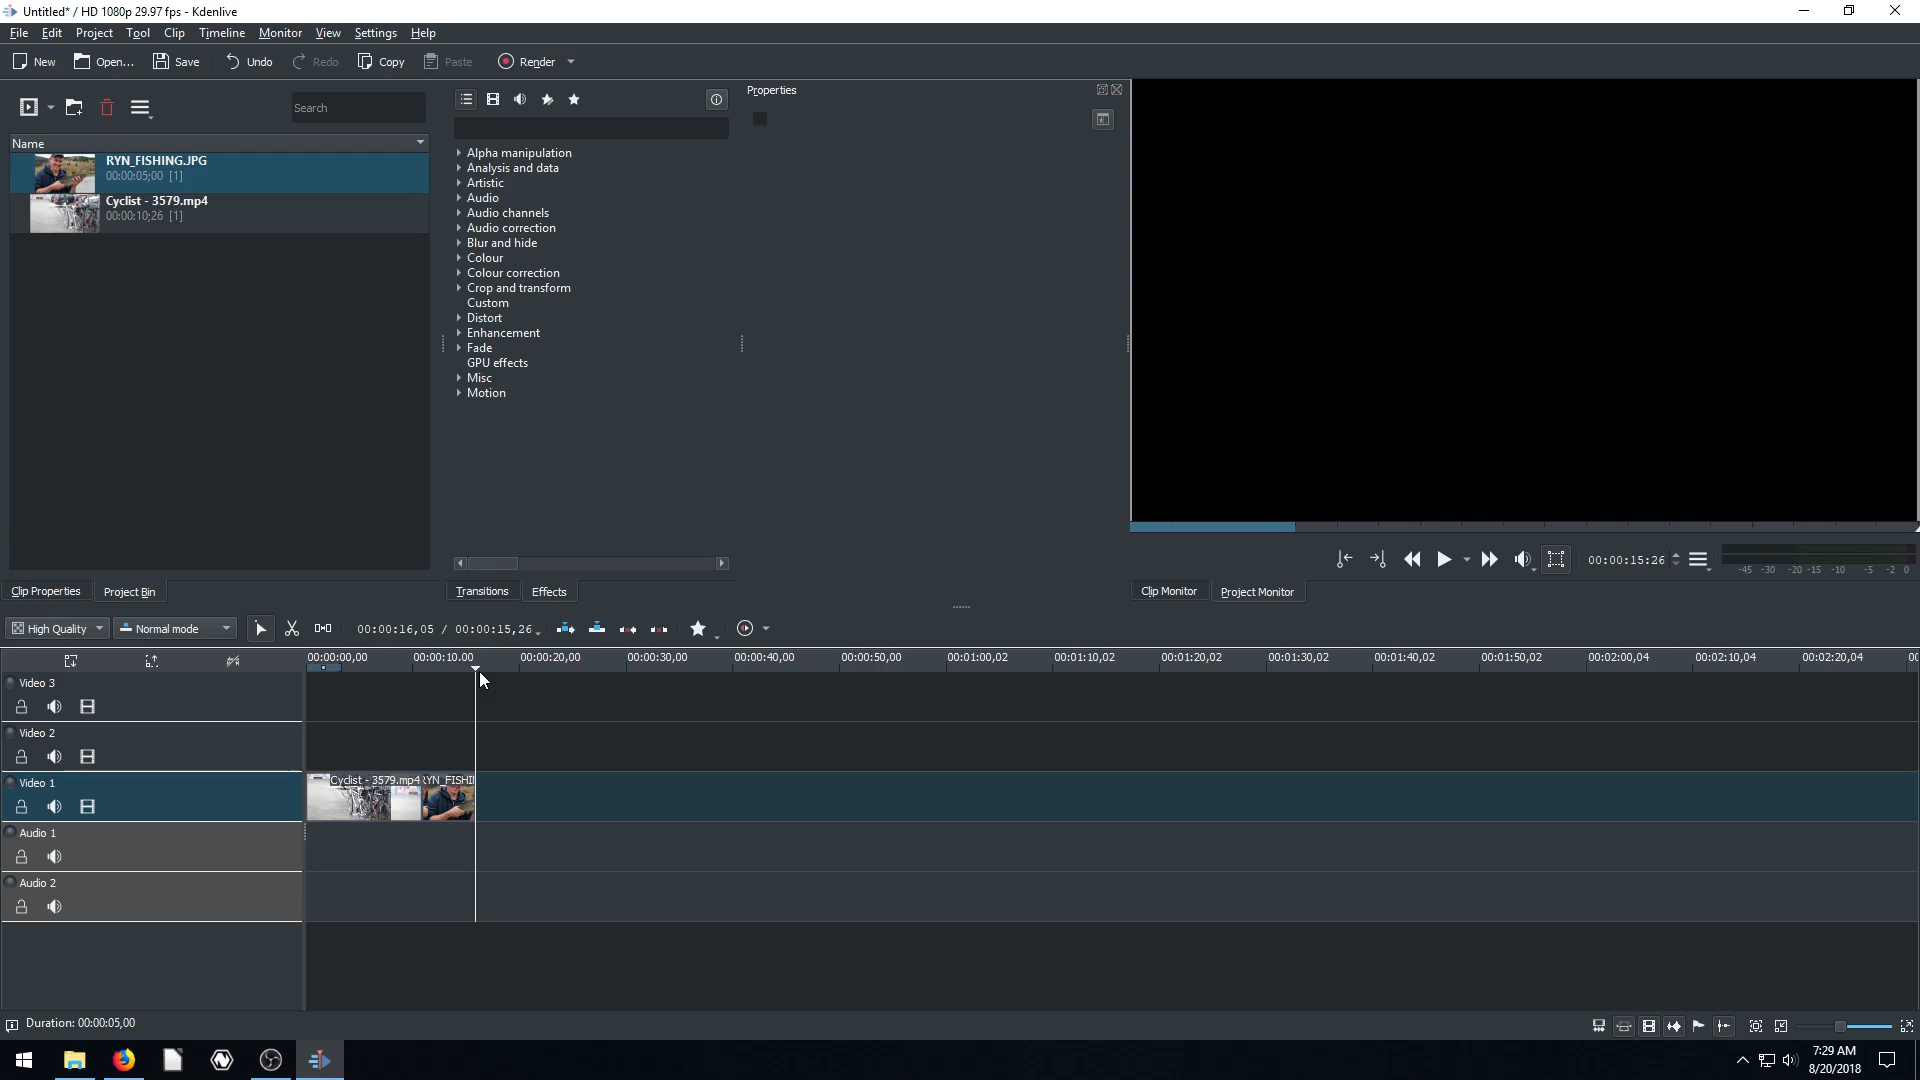 Untitled* / HD 1080p 29.97 fps - Kdenlive
File Edit Project Tool Clip Timeline Monitor View Settings Help
New Open... Save Undo Redo Copy Paste Render
Search
Name
RYN_FISHING.JPG
00:00:05;00 [1]
Cyclist - 3579.mp4
00:00:10;26 [1]
Alpha manipulation
Analysis and data
Artistic
Audio
Audio channels
Audio correction
Blur and hide
Colour
Colour correction
Crop and transform
Custom
Distort
Enhancement
Fade
GPU effects
Misc
Motion
Properties
00:00:15:26
-45 -30 -20 -15 -10 -5 -2 0
Clip Properties Project Bin Transitions Effects Clip Monitor Project Monitor
High Quality Normal mode 00:00:16,05 / 00:00:15,26
00:00:00,00 00:00:10.00 00:00:20,00 00:00:30,00 00:00:40,00 00:00:50,00 00:01:00,02 00:01:10,02 00:01:20,02 00:01:30,02 00:01:40,02 00:01:50,02 00:02:00,04 00:02:10,04 00:02:20,04 00
Video 3
Video 2
Video 1
Cyclist - 3579.mp4 RYN_FISHI
Audio 1
Audio 2
Duration: 00:00:05,00
7:29 AM
8/20/2018